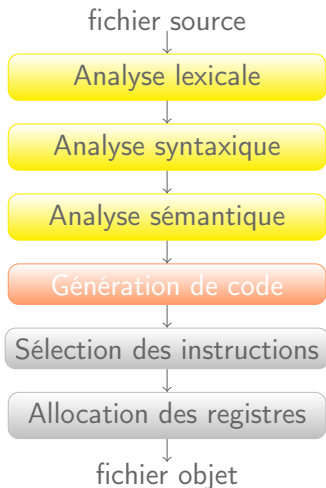 fichier source
Analyse lexicale
Analyse syntaxique
Analyse sémantique
Génération de code
Sélection des instructions
Allocation des registres
fichier objet